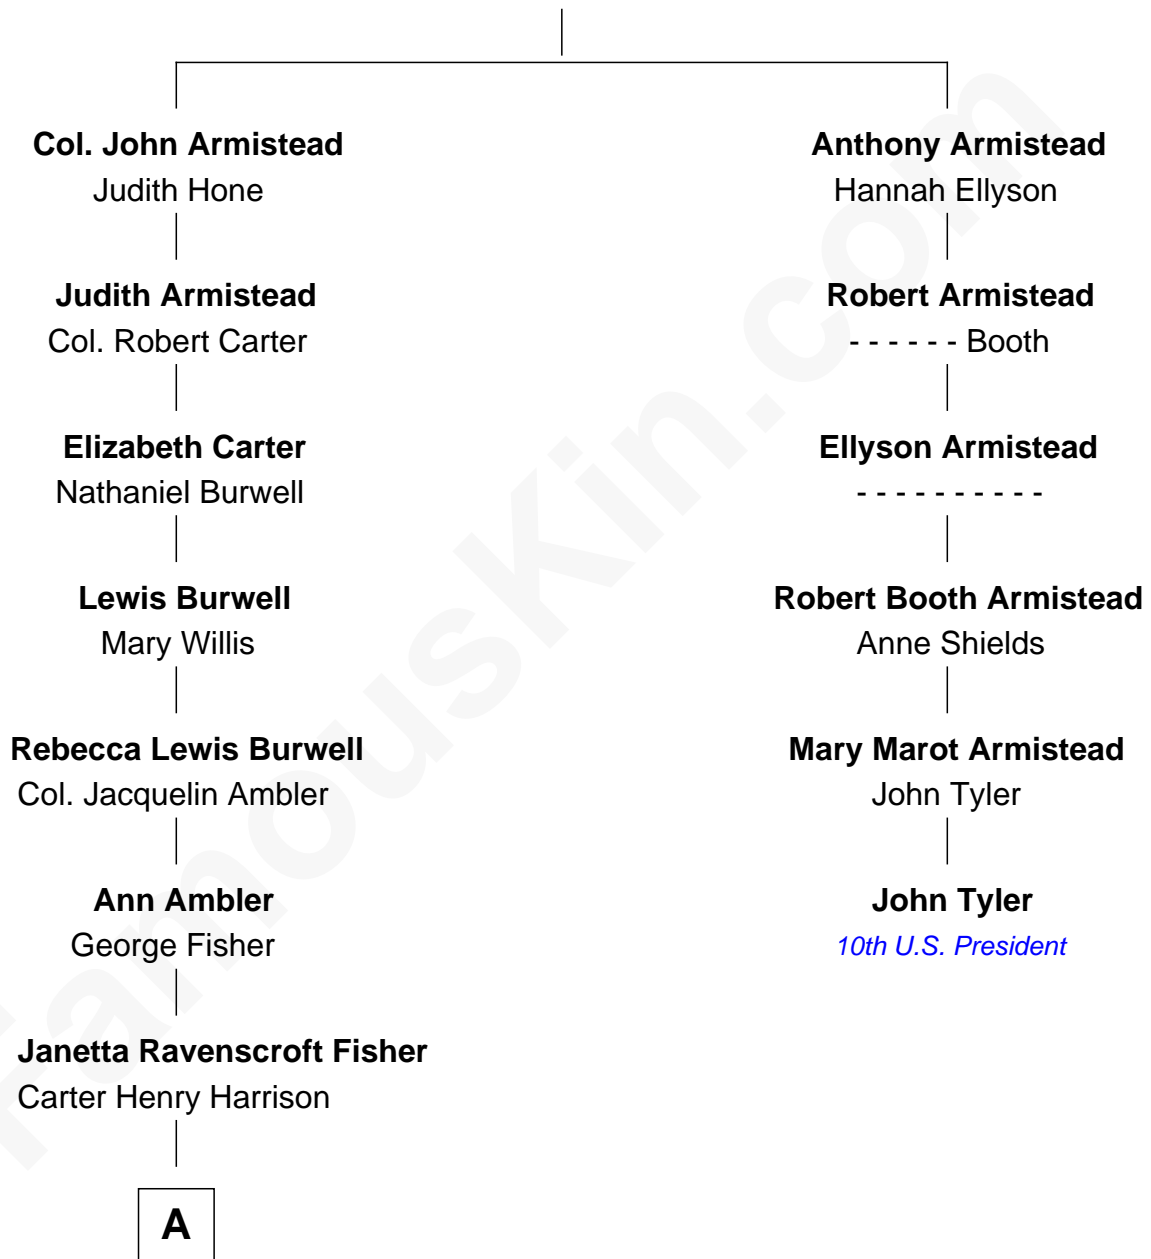 Col. John Armistead
Judith Hone
Anthony Armistead
Hannah Ellyson
Judith Armistead
Col. Robert Carter
Robert Armistead
- - - - - - Booth
Elizabeth Carter
Nathaniel Burwell
Ellyson Armistead
- - - - - - - - - -
Lewis Burwell
Mary Willis
Robert Booth Armistead
Anne Shields
Rebecca Lewis Burwell
Col. Jacquelin Ambler
Mary Marot Armistead
John Tyler
Ann Ambler
George Fisher
John Tyler
10th U.S. President
Janetta Ravenscroft Fisher
Carter Henry Harrison
A
FamousKin.com